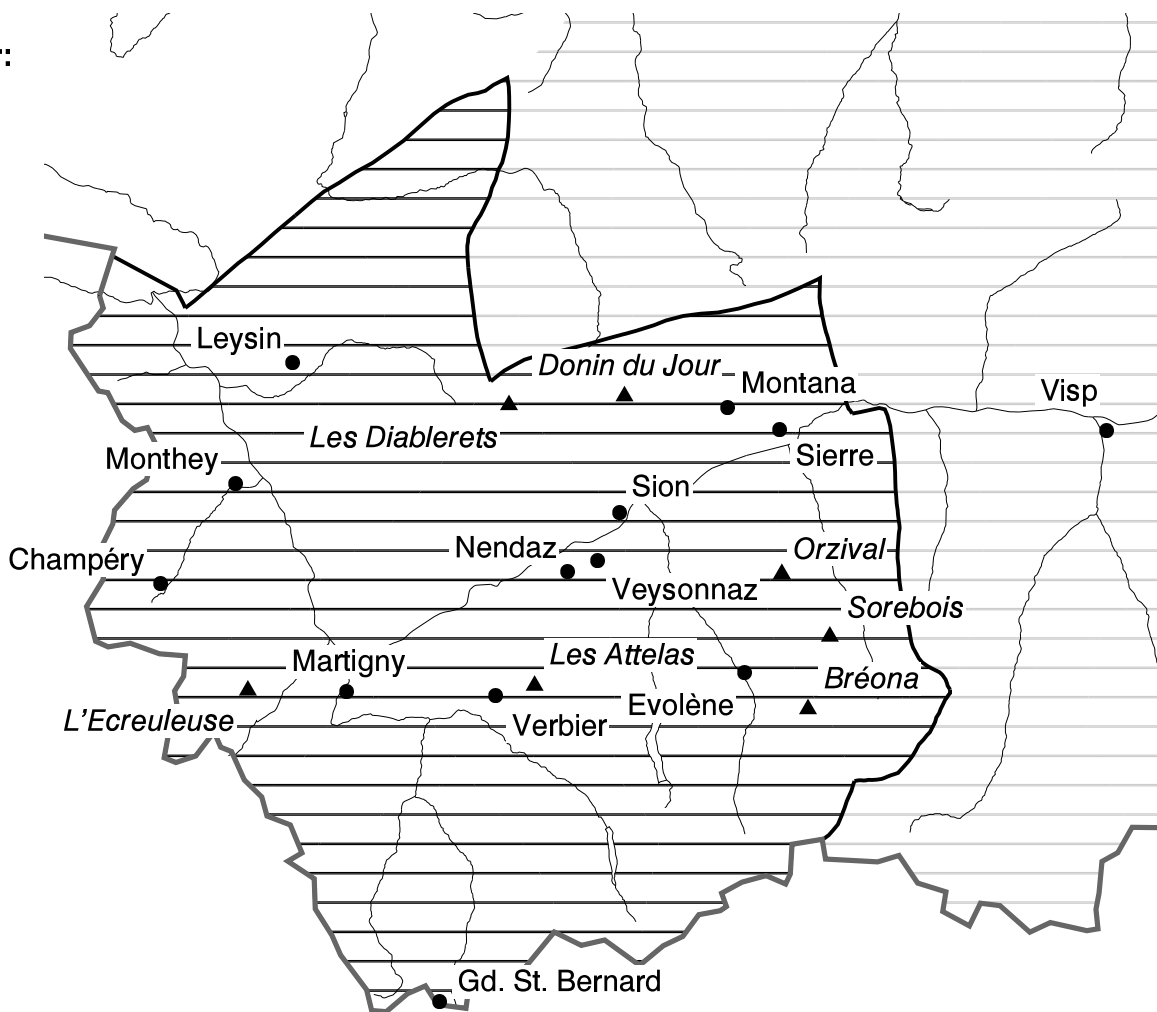 Leysin
Donin du Jour
Montana
Visp
Les Diablerets
Monthey
Sierre
Sion
Champéry
Nendaz
Orzival
Veysonnaz
Sorebois
Martigny
Les Attelas
Bréona
L'Ecreuleuse
Evolène
Verbier
Gd. St. Bernard